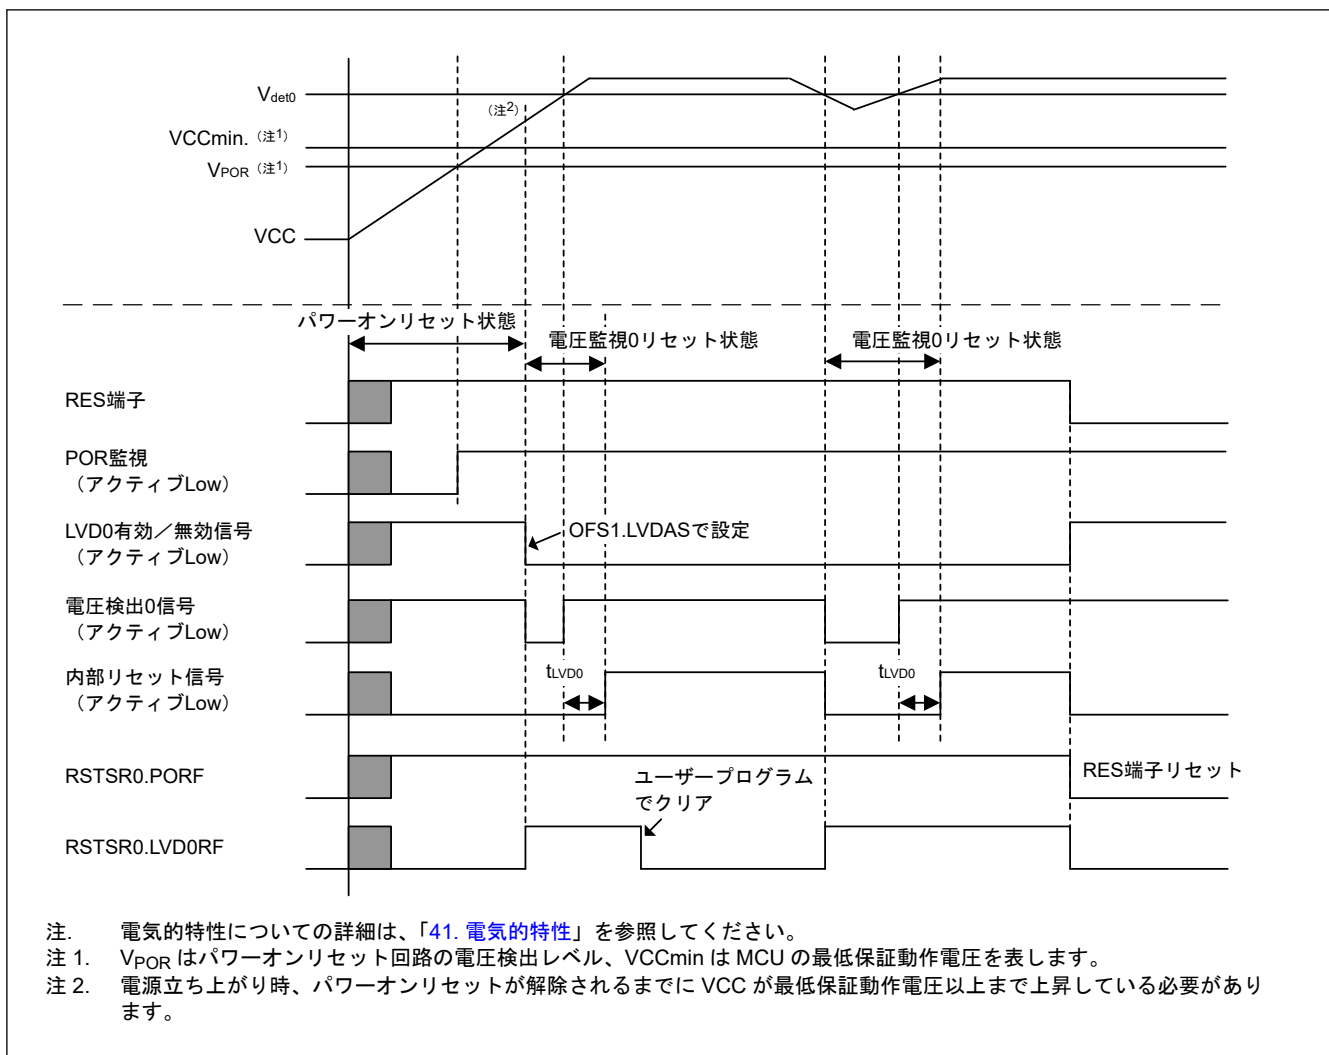 Vdet0
（注2）
VCCmin.（注1）
VPOR（注1）
VCC
パワーオンリセット状態
電圧監視0リセット状態
電圧監視0リセット状態
RES端子
POR監視
（アクティブLow）
LVD0有効／無効信号
（アクティブLow）
OFS1.LVDASで設定
電圧検出0信号
（アクティブLow）
内部リセット信号
（アクティブLow）
tLVD0
tLVD0
RSTSR0.PORF
ユーザープログラム
でクリア
RES端子リセット
RSTSR0.LVD0RF
注. 電気的特性についての詳細は、「41. 電気的特性」を参照してください。
注 1. VPOR はパワーオンリセット回路の電圧検出レベル、VCCmin は MCU の最低保証動作電圧を表します。
注 2. 電源立ち上がり時、パワーオンリセットが解除されるまでに VCC が最低保証動作電圧以上まで上昇している必要があり
ます。